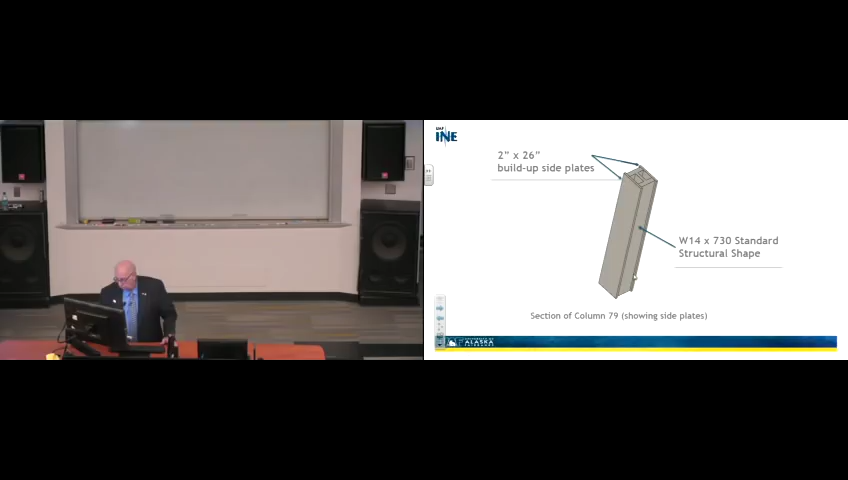 UAF
INE
2” x 26”
build-up side plates
W14 x 730 Standard
Structural Shape
Section of Column 79 (showing side plates)
ALASKA